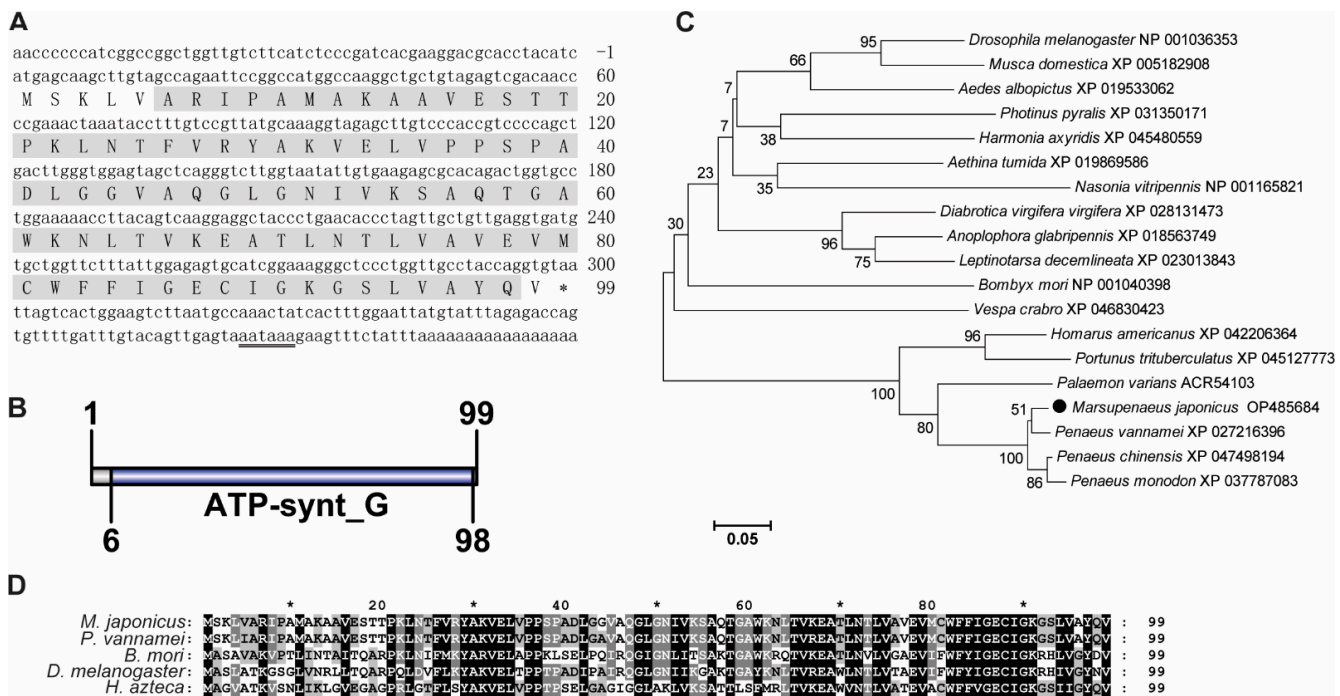 A
aaccccccatcggccggctggttgtcttcatctcccgatcacgaaggacgcacctacatc -1
atgagcaagcttgtagccagaattccggccatggccaaggctgctgtagagtcgacaacc 60
M S K L V A R I P A M A K A A V E S T T 20
ccgaaactaaatacctttgtccgttatgcaaaggtagagcttgtcccaccgtccccagct 120
P K L N T F V R Y A K V E L V P P S P A 40
gacttgggtggagtagctcagggtcttggtaatattgtgaagagcgcacagactggtgcc 180
D L G G V A Q G L G N I V K S A Q T G A 60
tggaaaaaccttacagtcaaggaggctaccctgaacaccctagttgctgttgaggtgatg 240
W K N L T V K E A T L N T L V A V E V M 80
tgctggttctttattggagagtgcatcggaaagggctccctggttgcctaccaggtgtaa 300
C W F F I G E C I G K G S L V A Y Q V * 99
ttagtcactggaagtcttaatgccaaactatcactttggaattatgtatttagagaccag
tgttttgatttgtacagttgagtaaataaagaagtttctatttaaaaaaaaaaaaaaaaa
B
1 99
ATP-synt_G
6 98
C
95 Drosophila melanogaster NP 001036353
66 Musca domestica XP 005182908
Aedes albopictus XP 019533062
7 Photinus pyralis XP 031350171
38 Harmonia axyridis XP 045480559
7 Aethina tumida XP 019869586
23 35 Nasonia vitripennis NP 001165821
Diabrotica virgifera virgifera XP 028131473
30 96 Anoplophora glabripennis XP 018563749
75 Leptinotarsa decemlineata XP 023013843
Bombyx mori NP 001040398
Vespa crabro XP 046830423
96 Homarus americanus XP 042206364
Portunus trituberculatus XP 045127773
100 Palaemon varians ACR54103
51 Marsupenaeus japonicus OP485684
80 Penaeus vannamei XP 027216396
100 Penaeus chinensis XP 047498194
86 Penaeus monodon XP 037787083
0.05
D
* 20 * 40 * 60 * 80 *
M. japonicus: MSKLVARIPAMAKAAVESTTPKLNTFVRYAKVELVPPSPADLGGVAQGLGNIVKSAQTGAWKNLTVKEATLNTLVAVEVMCWFFIGECIGKGSLVAYQV : 99
P. vannamei: MSKLIARIPAMAKAAVESTTPKLNTFVRYAKVELVPPSPADLGAVAQGLGNIVKSAQTGAWKNLTVKEATLNTLVAVEVMCWFFIGECIGKGSLVAYQV : 99
B. mori: MASAVAKVPTLINTAITQARPKLNIFMKYAKVELAPPKLSELPQIRQGIGNLITSAKTGAWKRQTVKEATLNVLVGAEVIFWFYIGECIGKRHLVGYQV : 99
D. melanogaster: MASLATKGSGLVNRLLTQARPQLDVFLKYAKVELTPPTPADIPAIRQGLGNIIKGAKTGAYKNLTVKEAWLNTLVTAEVIFWFYIGECIGKRHIVGYNV : 99
H. azteca: MAGVATKVSNLIKLGVEGAGPRLGTFLSYAKVELVPPTPSELGAGIGGLAKLVKSATTLSFMRLTVKEAWVNTLVATEVACWFFIGECIGKGSIIGYQV : 99